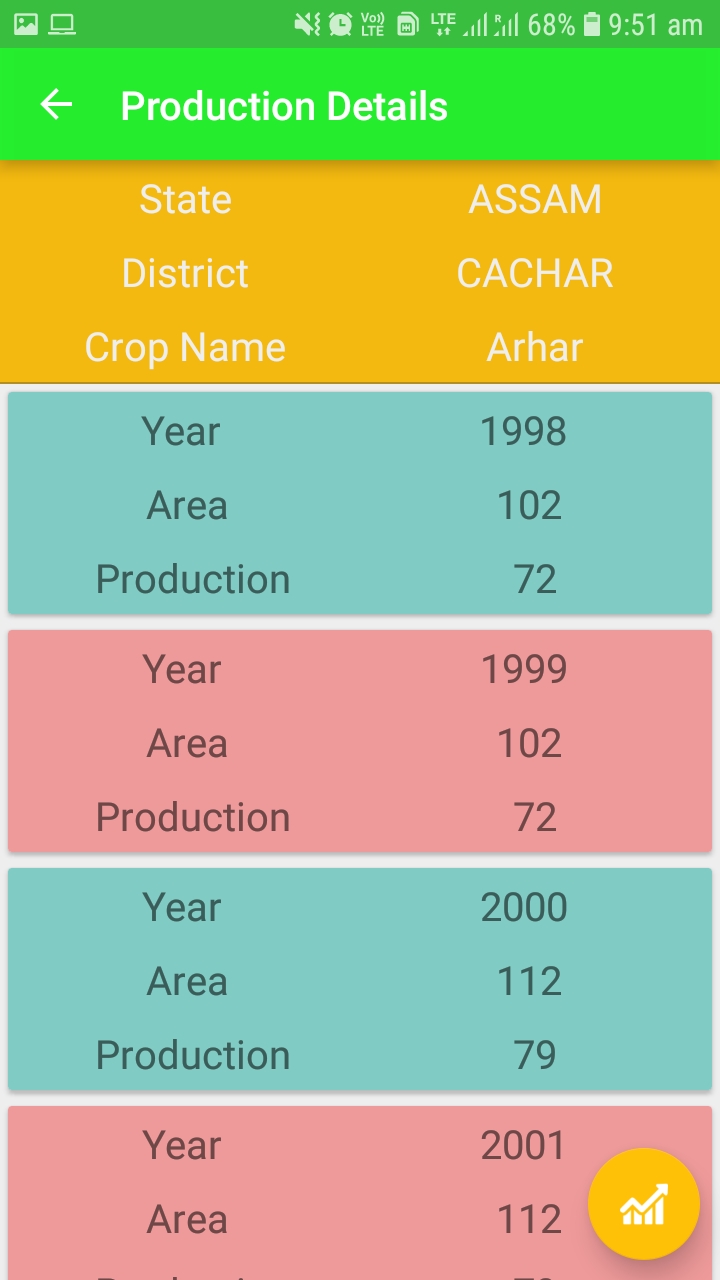 Vo)) LTE LTE R 68% 9:51 am
Production Details
State ASSAM
District CACHAR
Crop Name Arhar
Year 1998
Area 102
Production 72
Year 1999
Area 102
Production 72
Year 2000
Area 112
Production 79
Year 2001
Area 112